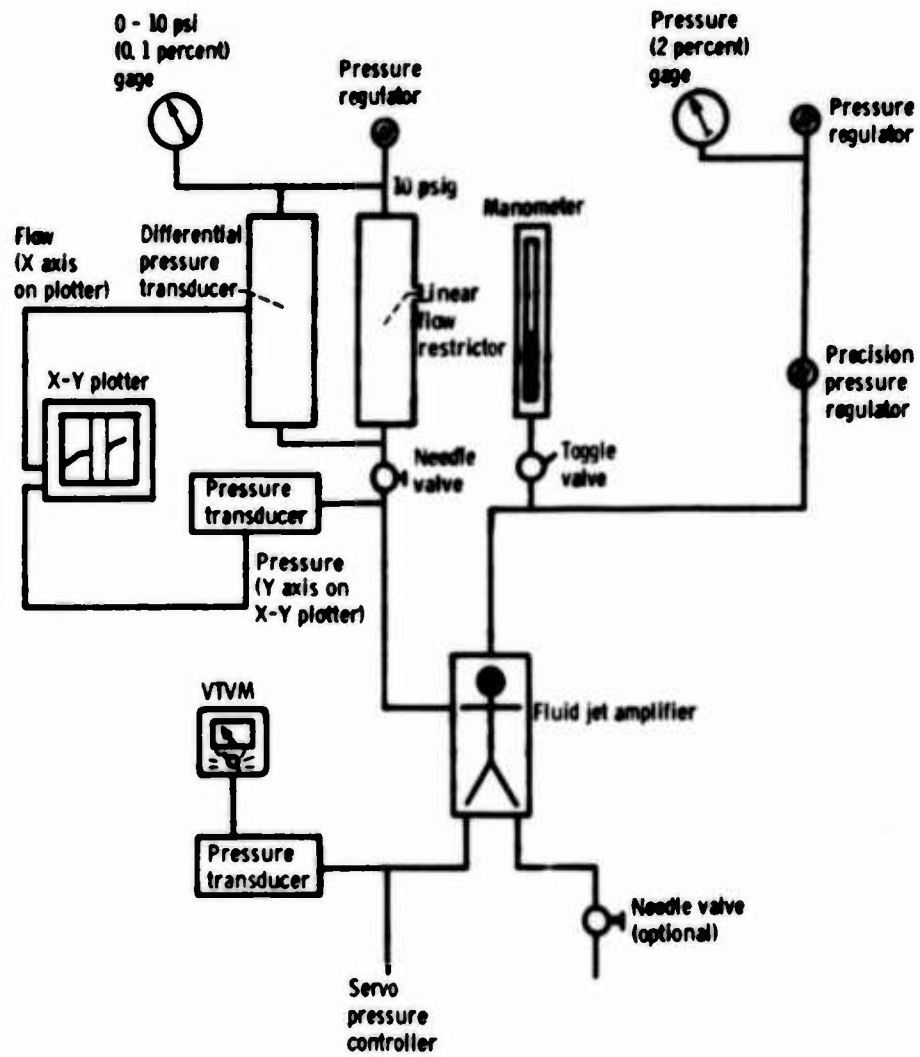 0 - 10 psi
(0.1 percent)
gage
Pressure
regulator
Pressure
(2 percent)
gage
Pressure
regulator
10 psig
Manometer
Flow
(X axis
on plotter)
Differential
pressure
transducer
Linear
flow
restrictor
X-Y plotter
Precision
pressure
regulator
Needle
valve
Toggle
valve
Pressure
transducer
Pressure
(Y axis on
X-Y plotter)
VTVM
Fluid jet amplifier
Pressure
transducer
Needle valve
(optional)
Servo
pressure
controller